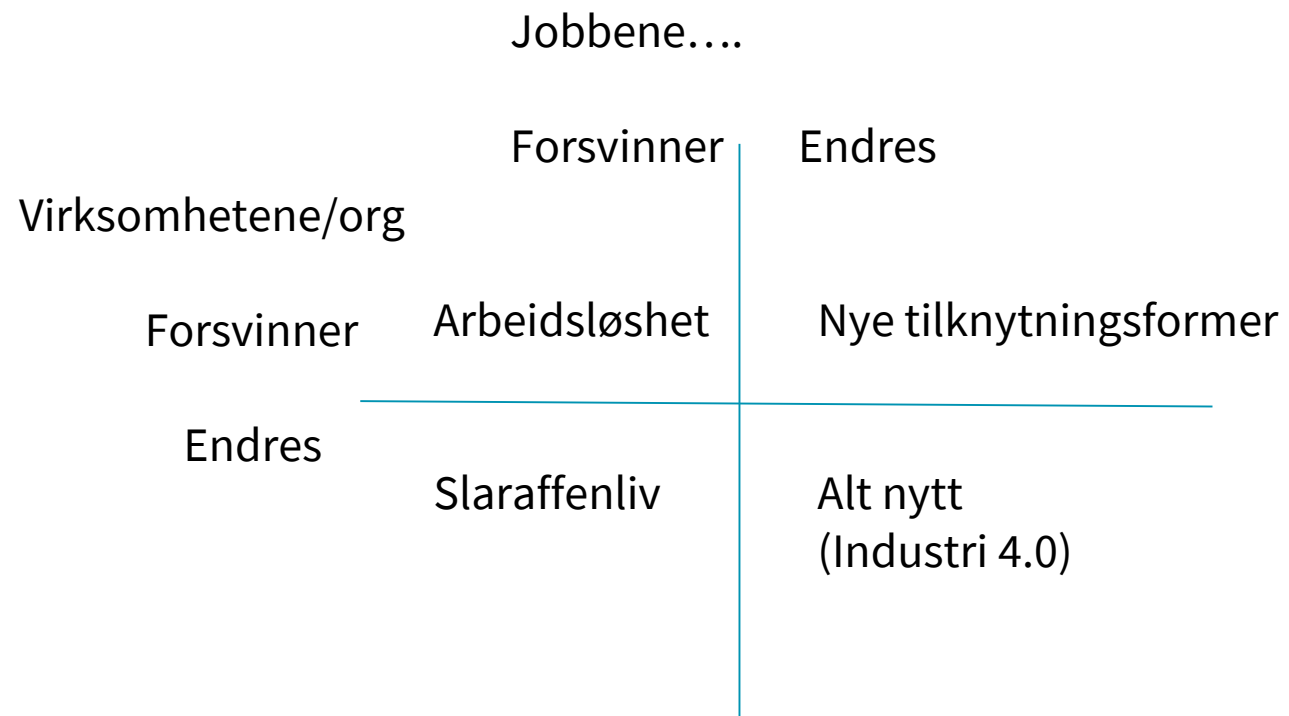 Jobbene....
Forsvinner Endres
Virksomhetene/org
Forsvinner Arbeidsløshet Nye tilknytningsformer
Endres
Slaraffenliv Alt nytt
(Industri 4.0)